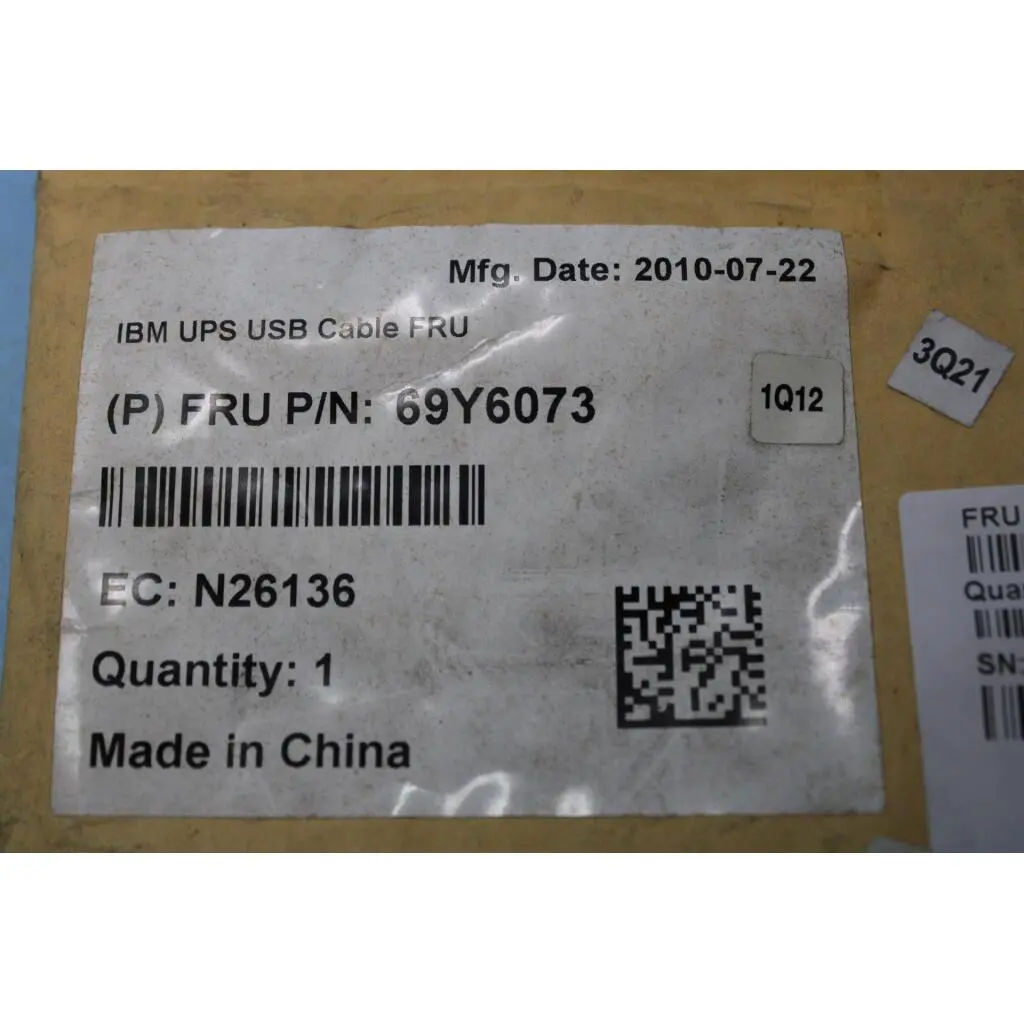 Mfg. Date: 2010-07-22
IBM UPS USB Cable FRU
(P) FRU P/N: 69Y6073
1Q12
3Q21
EC: N26136
Quantity: 1
Made in China
FRU
Qua
SN: